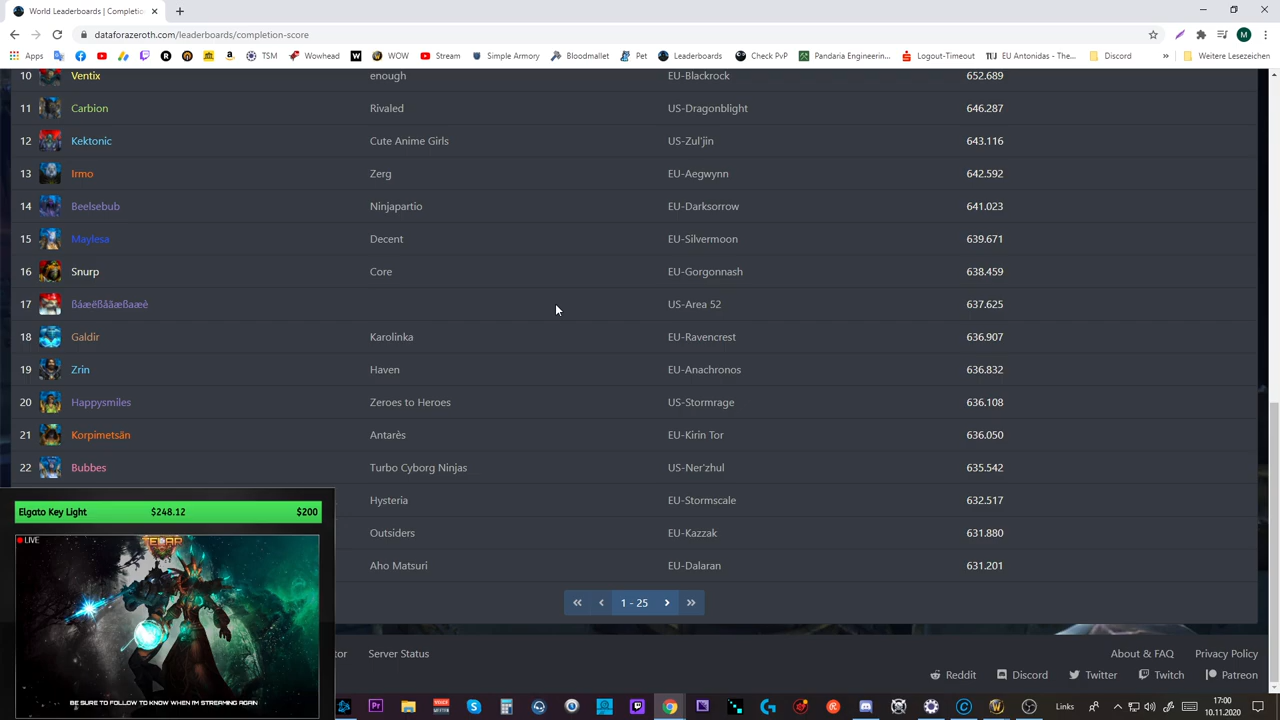 World Leaderboards | Completio
dataforazeroth.com/leaderboards/completion-score
Apps TSM Wowhead WOW Stream Simple Armory Bloodmallet Pet Leaderboards Check PvP Pandaria Engineerin... Logout-Timeout EU Antonidas - The... Discord » Weitere Lesezeichen
10 Ventix enough EU-Blackrock 652.689
11 Carbion Rivaled US-Dragonblight 646.287
12 Kektonic Cute Anime Girls US-Zul'jin 643.116
13 Irmo Zerg EU-Aegwynn 642.592
14 Beelsebub Ninjapartio EU-Darksorrow 641.023
15 Maylesa Decent EU-Silvermoon 639.671
16 Snurp Core EU-Gorgonnash 638.459
17 US-Area 52 637.625
18 Galdir Karolinka EU-Ravencrest 636.907
19 Zrin Haven EU-Anachronos 636.832
20 Happysmiles Zeroes to Heroes US-Stormrage 636.108
21 Korpimetsän Antarès EU-Kirin Tor 636.050
22 Bubbes Turbo Cyborg Ninjas US-Ner'zhul 635.542
Hysteria EU-Stormscale 632.517
Outsiders EU-Kazzak 631.880
Aho Matsuri EU-Dalaran 631.201
« ‹ 1 - 25 › »
Elgato Key Light $248.12 $200
LIVE
BE SURE TO FOLLOW TO KNOW WHEN I'M STREAMING AGAIN
tor Server Status About & FAQ Privacy Policy
Reddit Discord Twitter Twitch Patreon
Links 17:00
10.11.2020